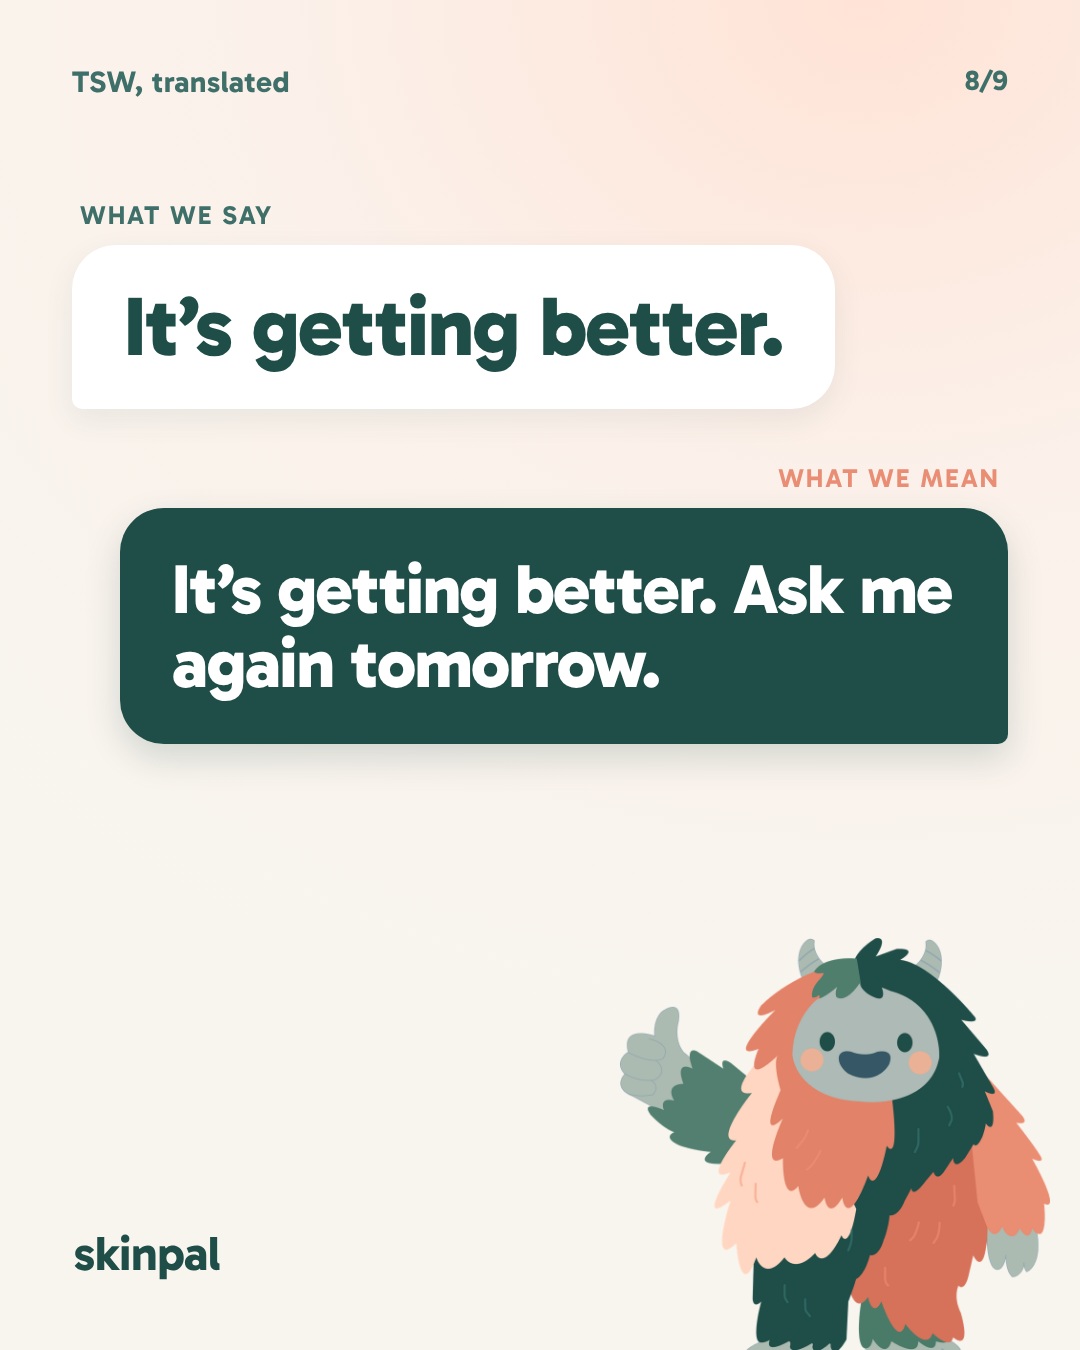 TSW, translated
8/9
WHAT WE SAY
It’s getting better.
WHAT WE MEAN
It’s getting better. Ask me
again tomorrow.
skinpal